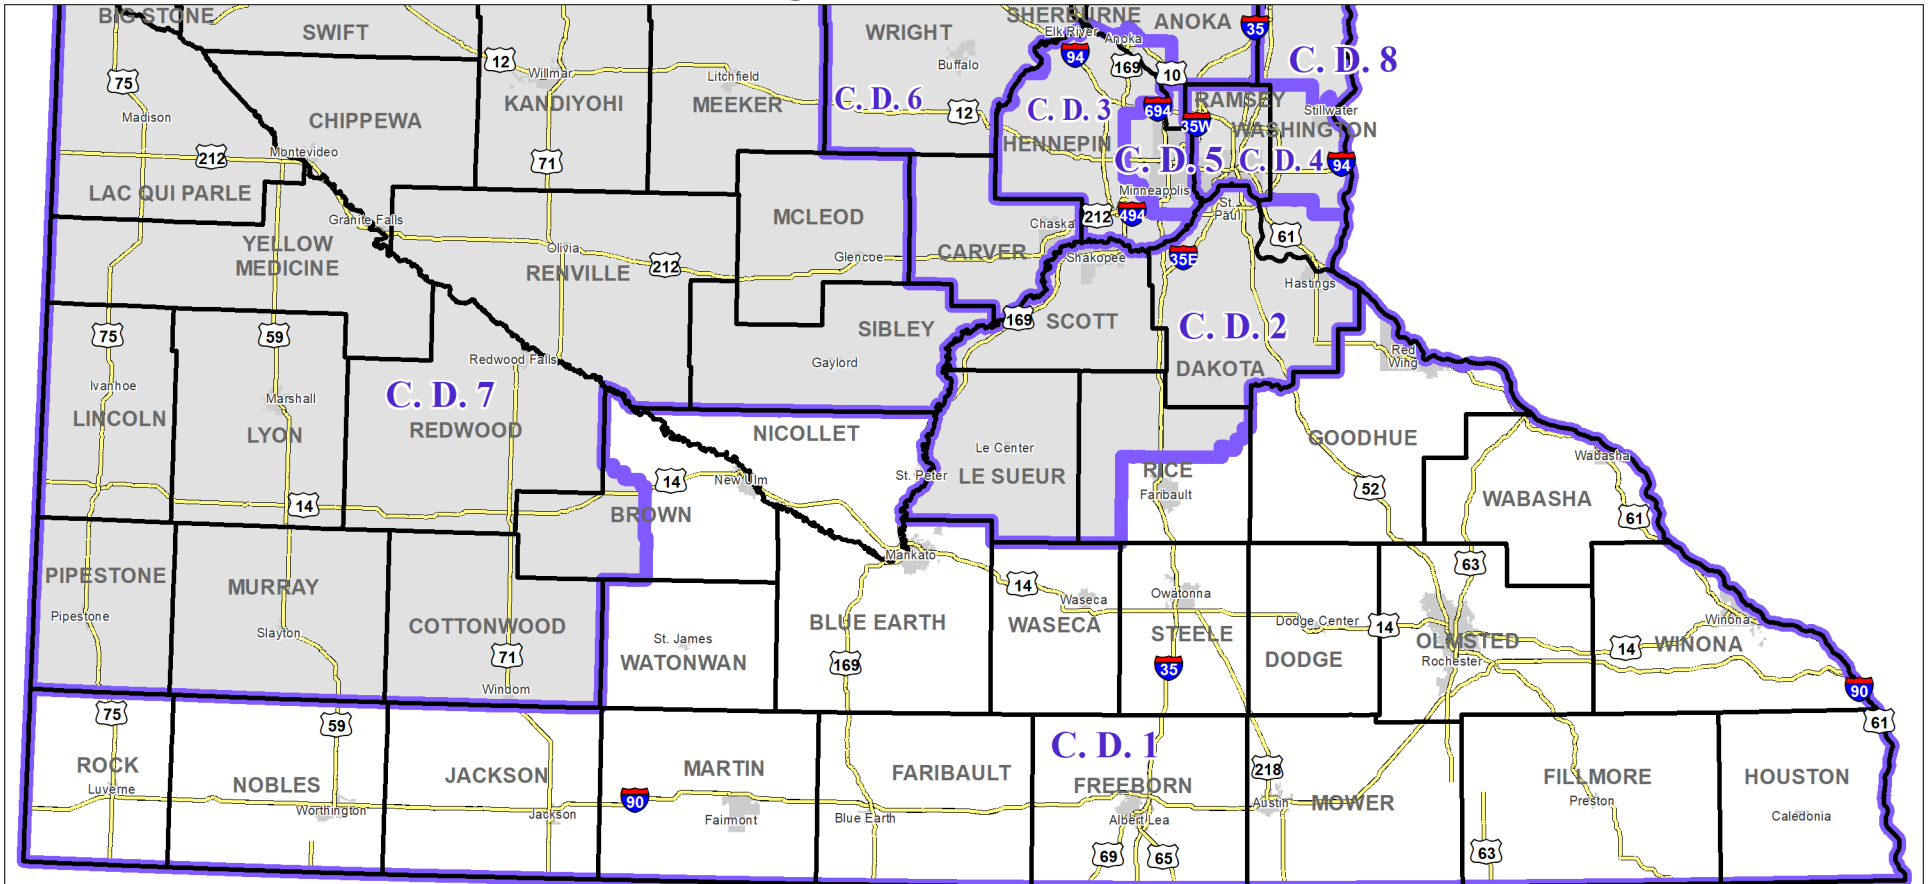 BIG STONE
SWIFT
WRIGHT
SHERBURNE
ANOKA
Elk River
Anoka
35
94
C. D. 8
12
Willmar
75
Litchfield
Buffalo
169
10
KANDIYOHI
MEEKER
C. D. 6
12
C. D. 3
694
RAMSEY
Stillwater
Madison
CHIPPEWA
35W
WASHINGTON
HENNEPIN
212
Montevideo
71
C. D. 5
C. D. 4
94
LAC QUI PARLE
Minneapolis
Granite Falls
MCLEOD
Chaska
212
494
St.
Paul
YELLOW
MEDICINE
Olivia
RENVILLE
212
Glencoe
CARVER
Shakopee
35E
61
Hastings
75
59
SIBLEY
169
SCOTT
C. D. 2
Redwood Falls
Gaylord
DAKOTA
Red
Wing
Ivanhoe
LINCOLN
Marshall
LYON
C. D. 7
REDWOOD
NICOLLET
Le Center
LE SUEUR
GOODHUE
Wabasha
14
14
New Ulm
St. Peter
RICE
Faribault
52
WABASHA
61
BROWN
Mankato
PIPESTONE
Pipestone
MURRAY
Slayton
COTTONWOOD
71
Windom
St. James
WATONWAN
BLUE EARTH
169
14
Waseca
WASECA
Owatonna
STEELE
35
Dodge Center
DODGE
14
63
OLMSTED
Rochester
14
WINONA
Winona
90
61
75
59
ROCK
Luverne
NOBLES
Worthington
JACKSON
Jackson
90
MARTIN
Fairmont
FARIBAULT
Blue Earth
C. D. 1
FREEBORN
Albert Lea
69
65
218
Austin
MOWER
63
FILLMORE
Preston
HOUSTON
Caledonia